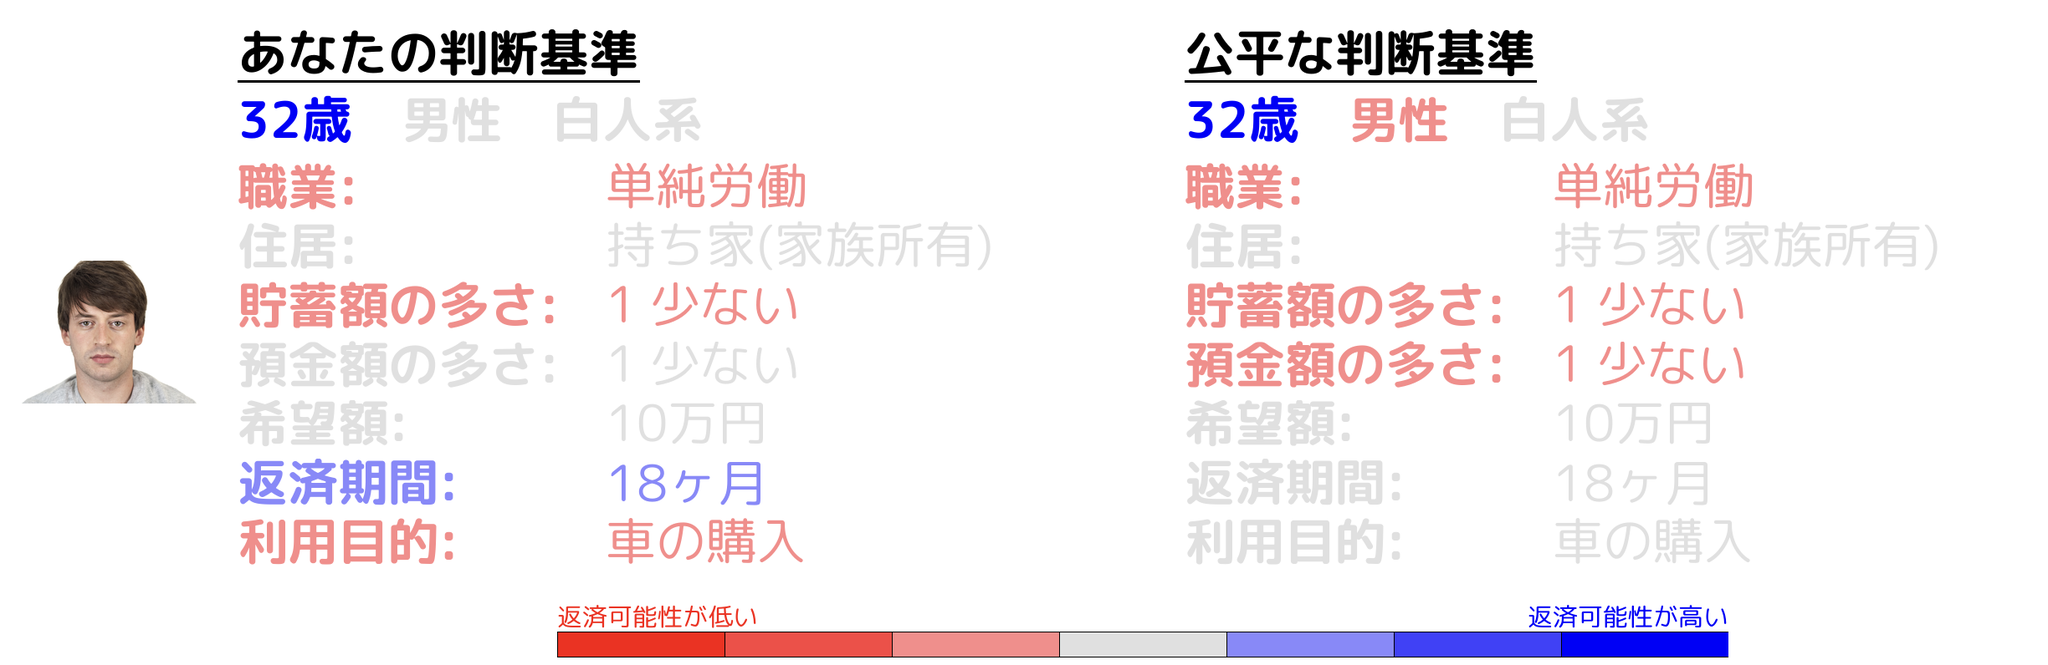 あなたの判断基準
32歳 男性 白人系
職業: 単純労働
住居: 持ち家(家族所有)
貯蓄額の多さ: 1 少ない
預金額の多さ: 1 少ない
希望額: 10万円
返済期間: 18ヶ月
利用目的: 車の購入
公平な判断基準
32歳 男性 白人系
職業: 単純労働
住居: 持ち家(家族所有)
貯蓄額の多さ: 1 少ない
預金額の多さ: 1 少ない
希望額: 10万円
返済期間: 18ヶ月
利用目的: 車の購入
返済可能性が低い
返済可能性が高い